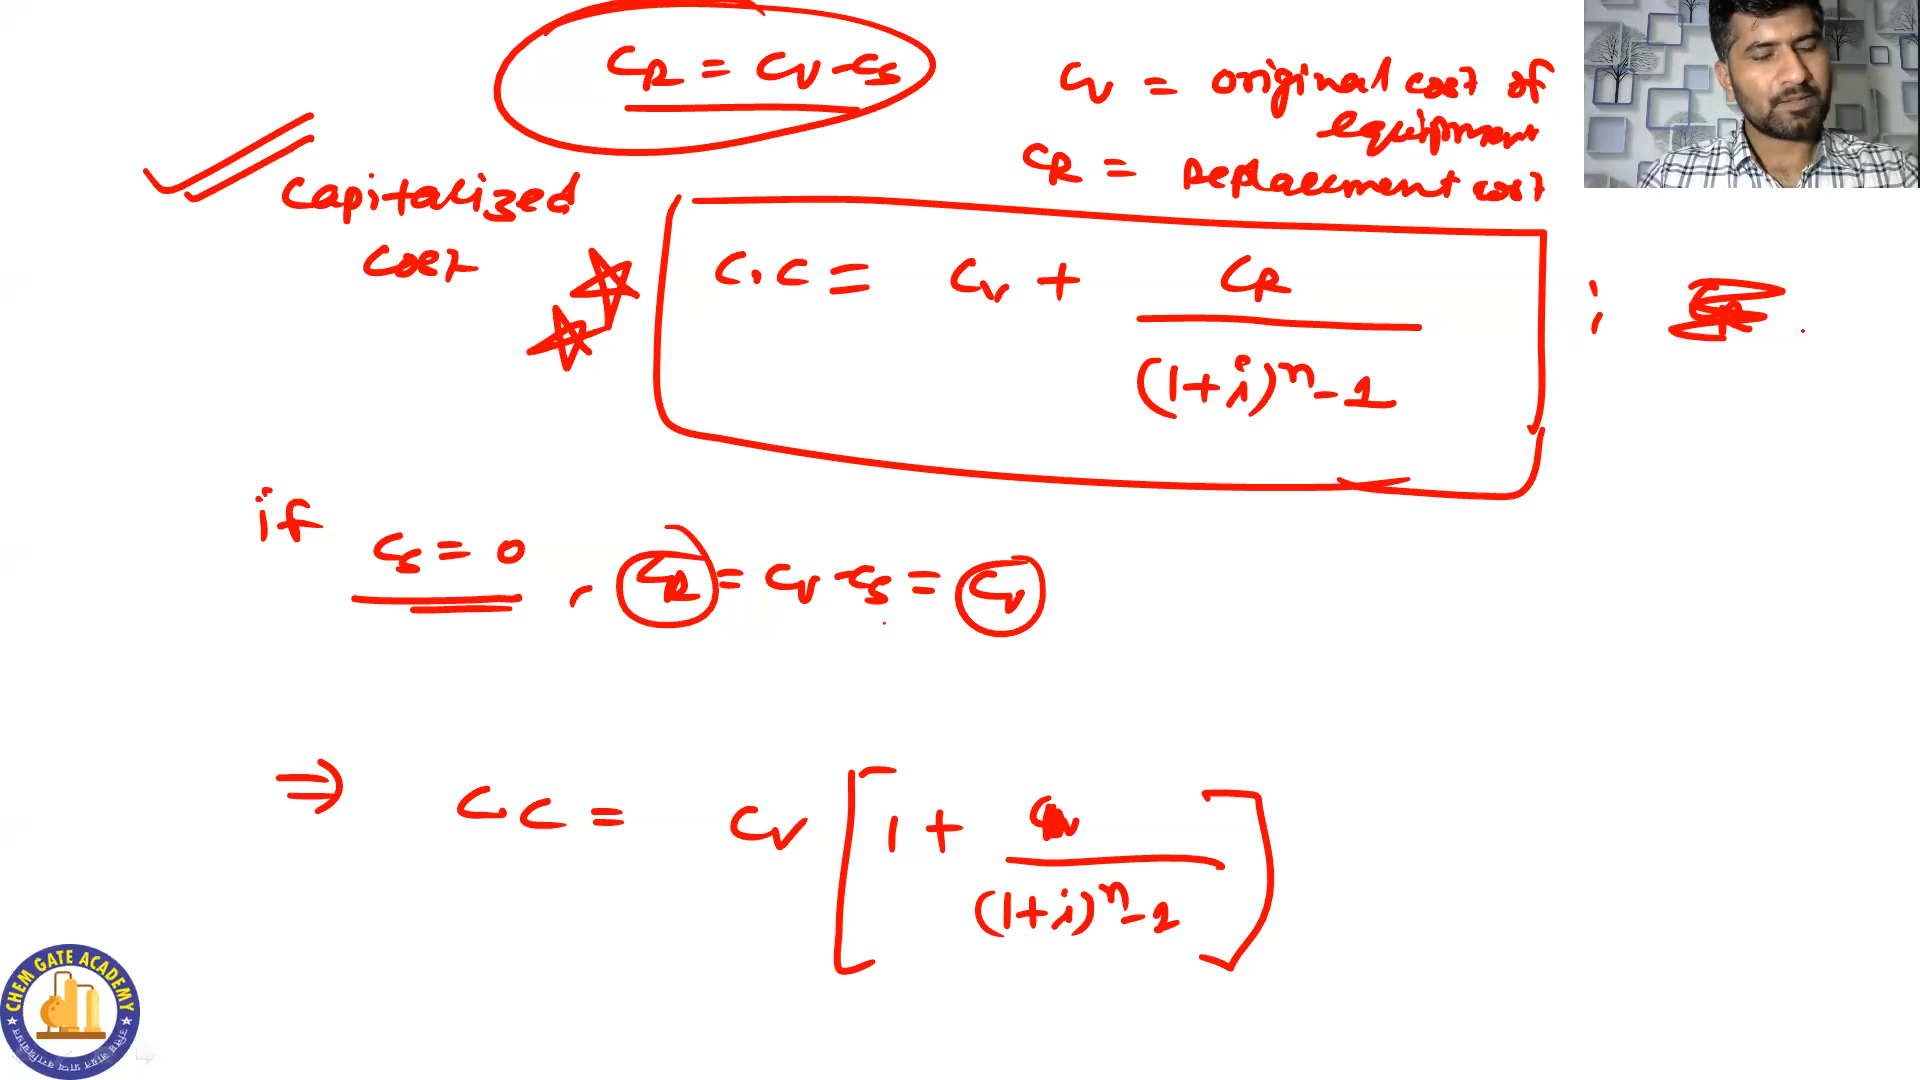 CR = CV - CS
CV = original cost of
equipment
CR = Replacement cost
Capitalized
Cost
C.C = CV + CR / (1+i)^n - 1 ;
if CS = 0 , CR = CV - CS = CV
⇒ C.C = CV [ 1 + / (1+i)^n - 1 ]
CHEM GATE ACADEMY